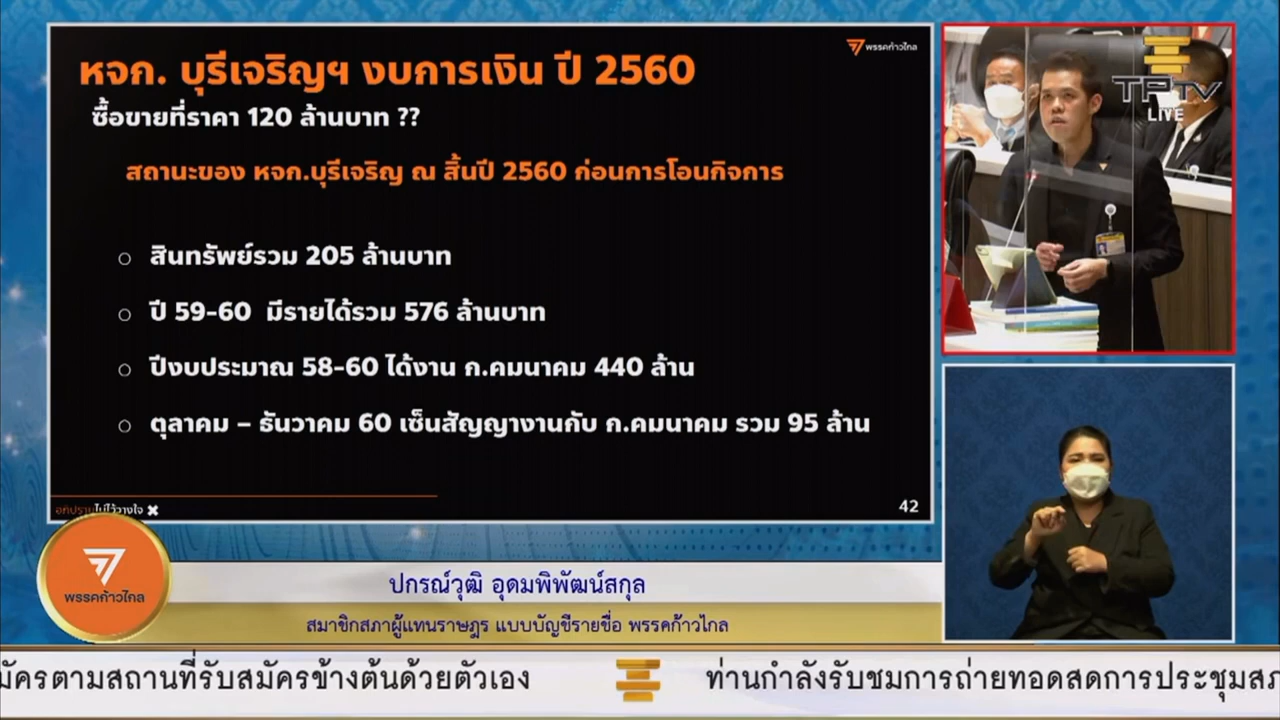 พรรคก้าวไกล
หจก. บุรีเจริญฯ งบการเงิน ปี 2560
ซื้อขายที่ราคา 120 ล้านบาท ??
สถานะของ หจก.บุรีเจริญ ณ สิ้นปี 2560 ก่อนการโอนกิจการ
สินทรัพย์รวม 205 ล้านบาท
ปี 59-60 มีรายได้รวม 576 ล้านบาท
ปีงบประมาณ 58-60 ได้งาน ก.คมนาคม 440 ล้าน
ตุลาคม – ธันวาคม 60 เซ็นสัญญางานกับ ก.คมนาคม รวม 95 ล้าน
อภิปรายไม่ไว้วางใจ
42
TPTV
LIVE
พรรคก้าวไกล
ปกรณ์วุฒิ อุดมพิพัฒน์สกุล
สมาชิกสภาผู้แทนราษฎร แบบบัญชีรายชื่อ พรรคก้าวไกล
มัครตามสถานที่รับสมัครข้างต้นด้วยตัวเอง ท่านกำลังรับชมการถ่ายทอดสดการประชุมสภ